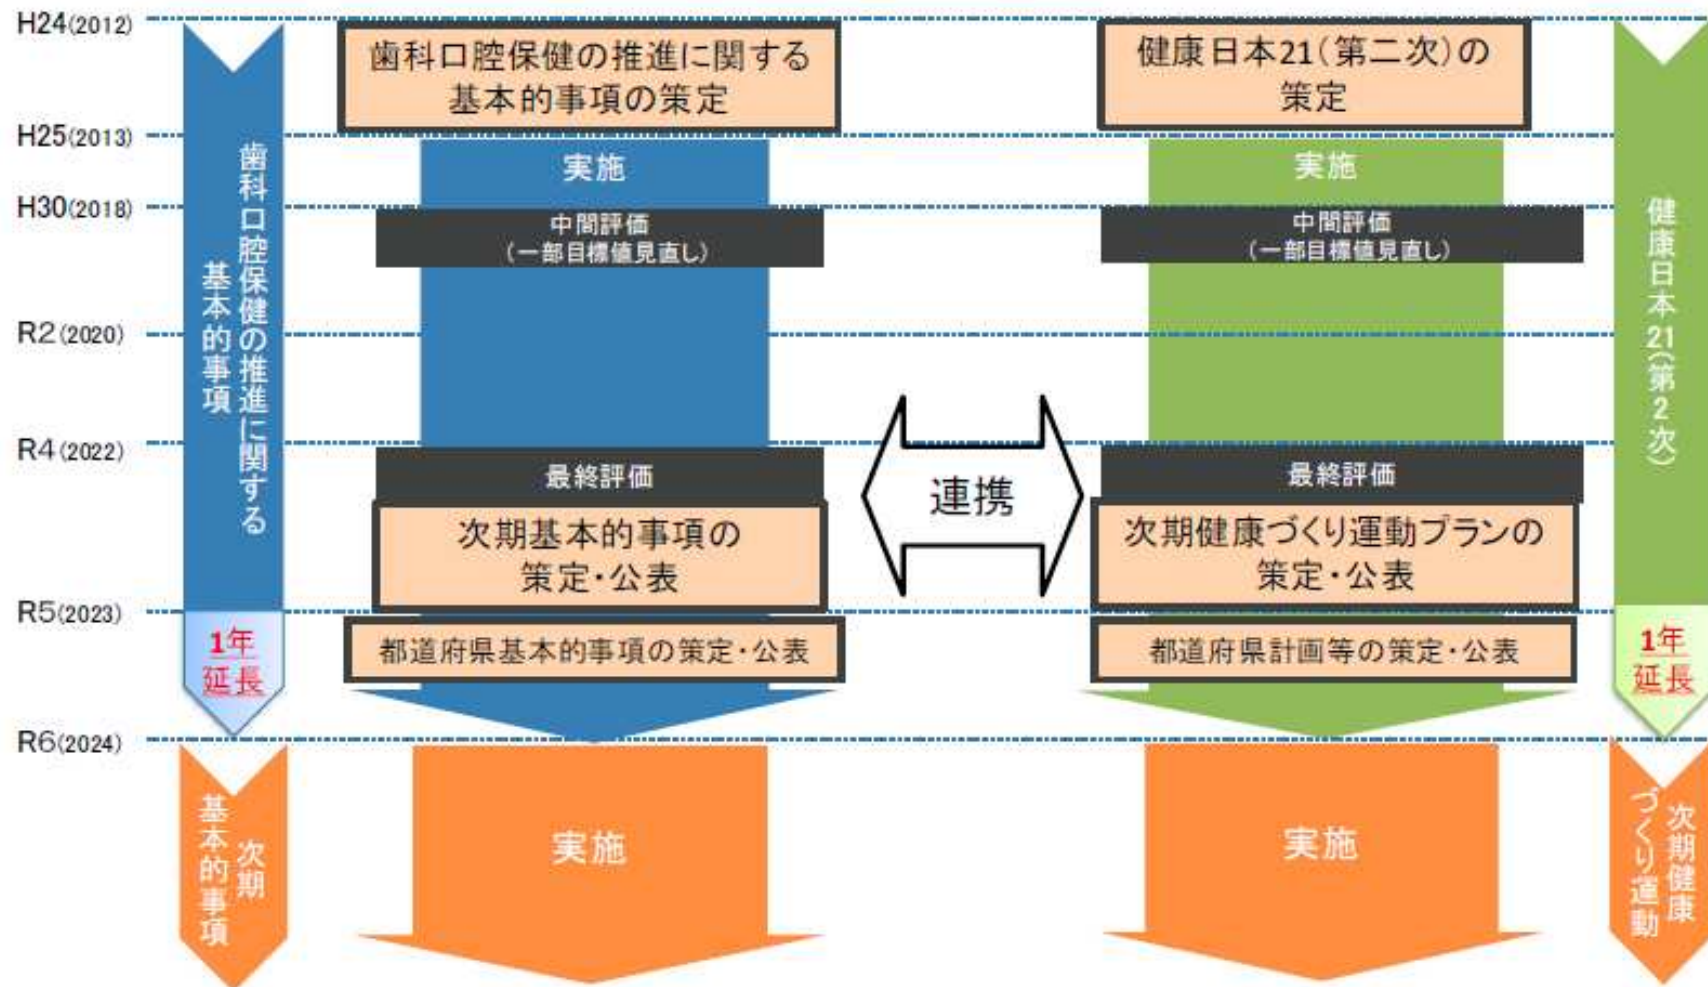 H24(2012)
H25(2013)
H30(2018)
R2(2020)
R4(2022)
R5(2023)
R6(2024)
歯科口腔保健の推進に関する
基本的事項
1年
延長
次期
基本的事項
歯科口腔保健の推進に関する
基本的事項の策定
実施
中間評価
(一部目標値見直し)
最終評価
次期基本的事項の
策定・公表
都道府県基本的事項の策定・公表
実施
連携
健康日本21(第二次)の
策定
実施
中間評価
(一部目標値見直し)
最終評価
次期健康づくり運動プランの
策定・公表
都道府県計画等の策定・公表
実施
健康日本21(第2次)
1年
延長
次期健康
づくり運動